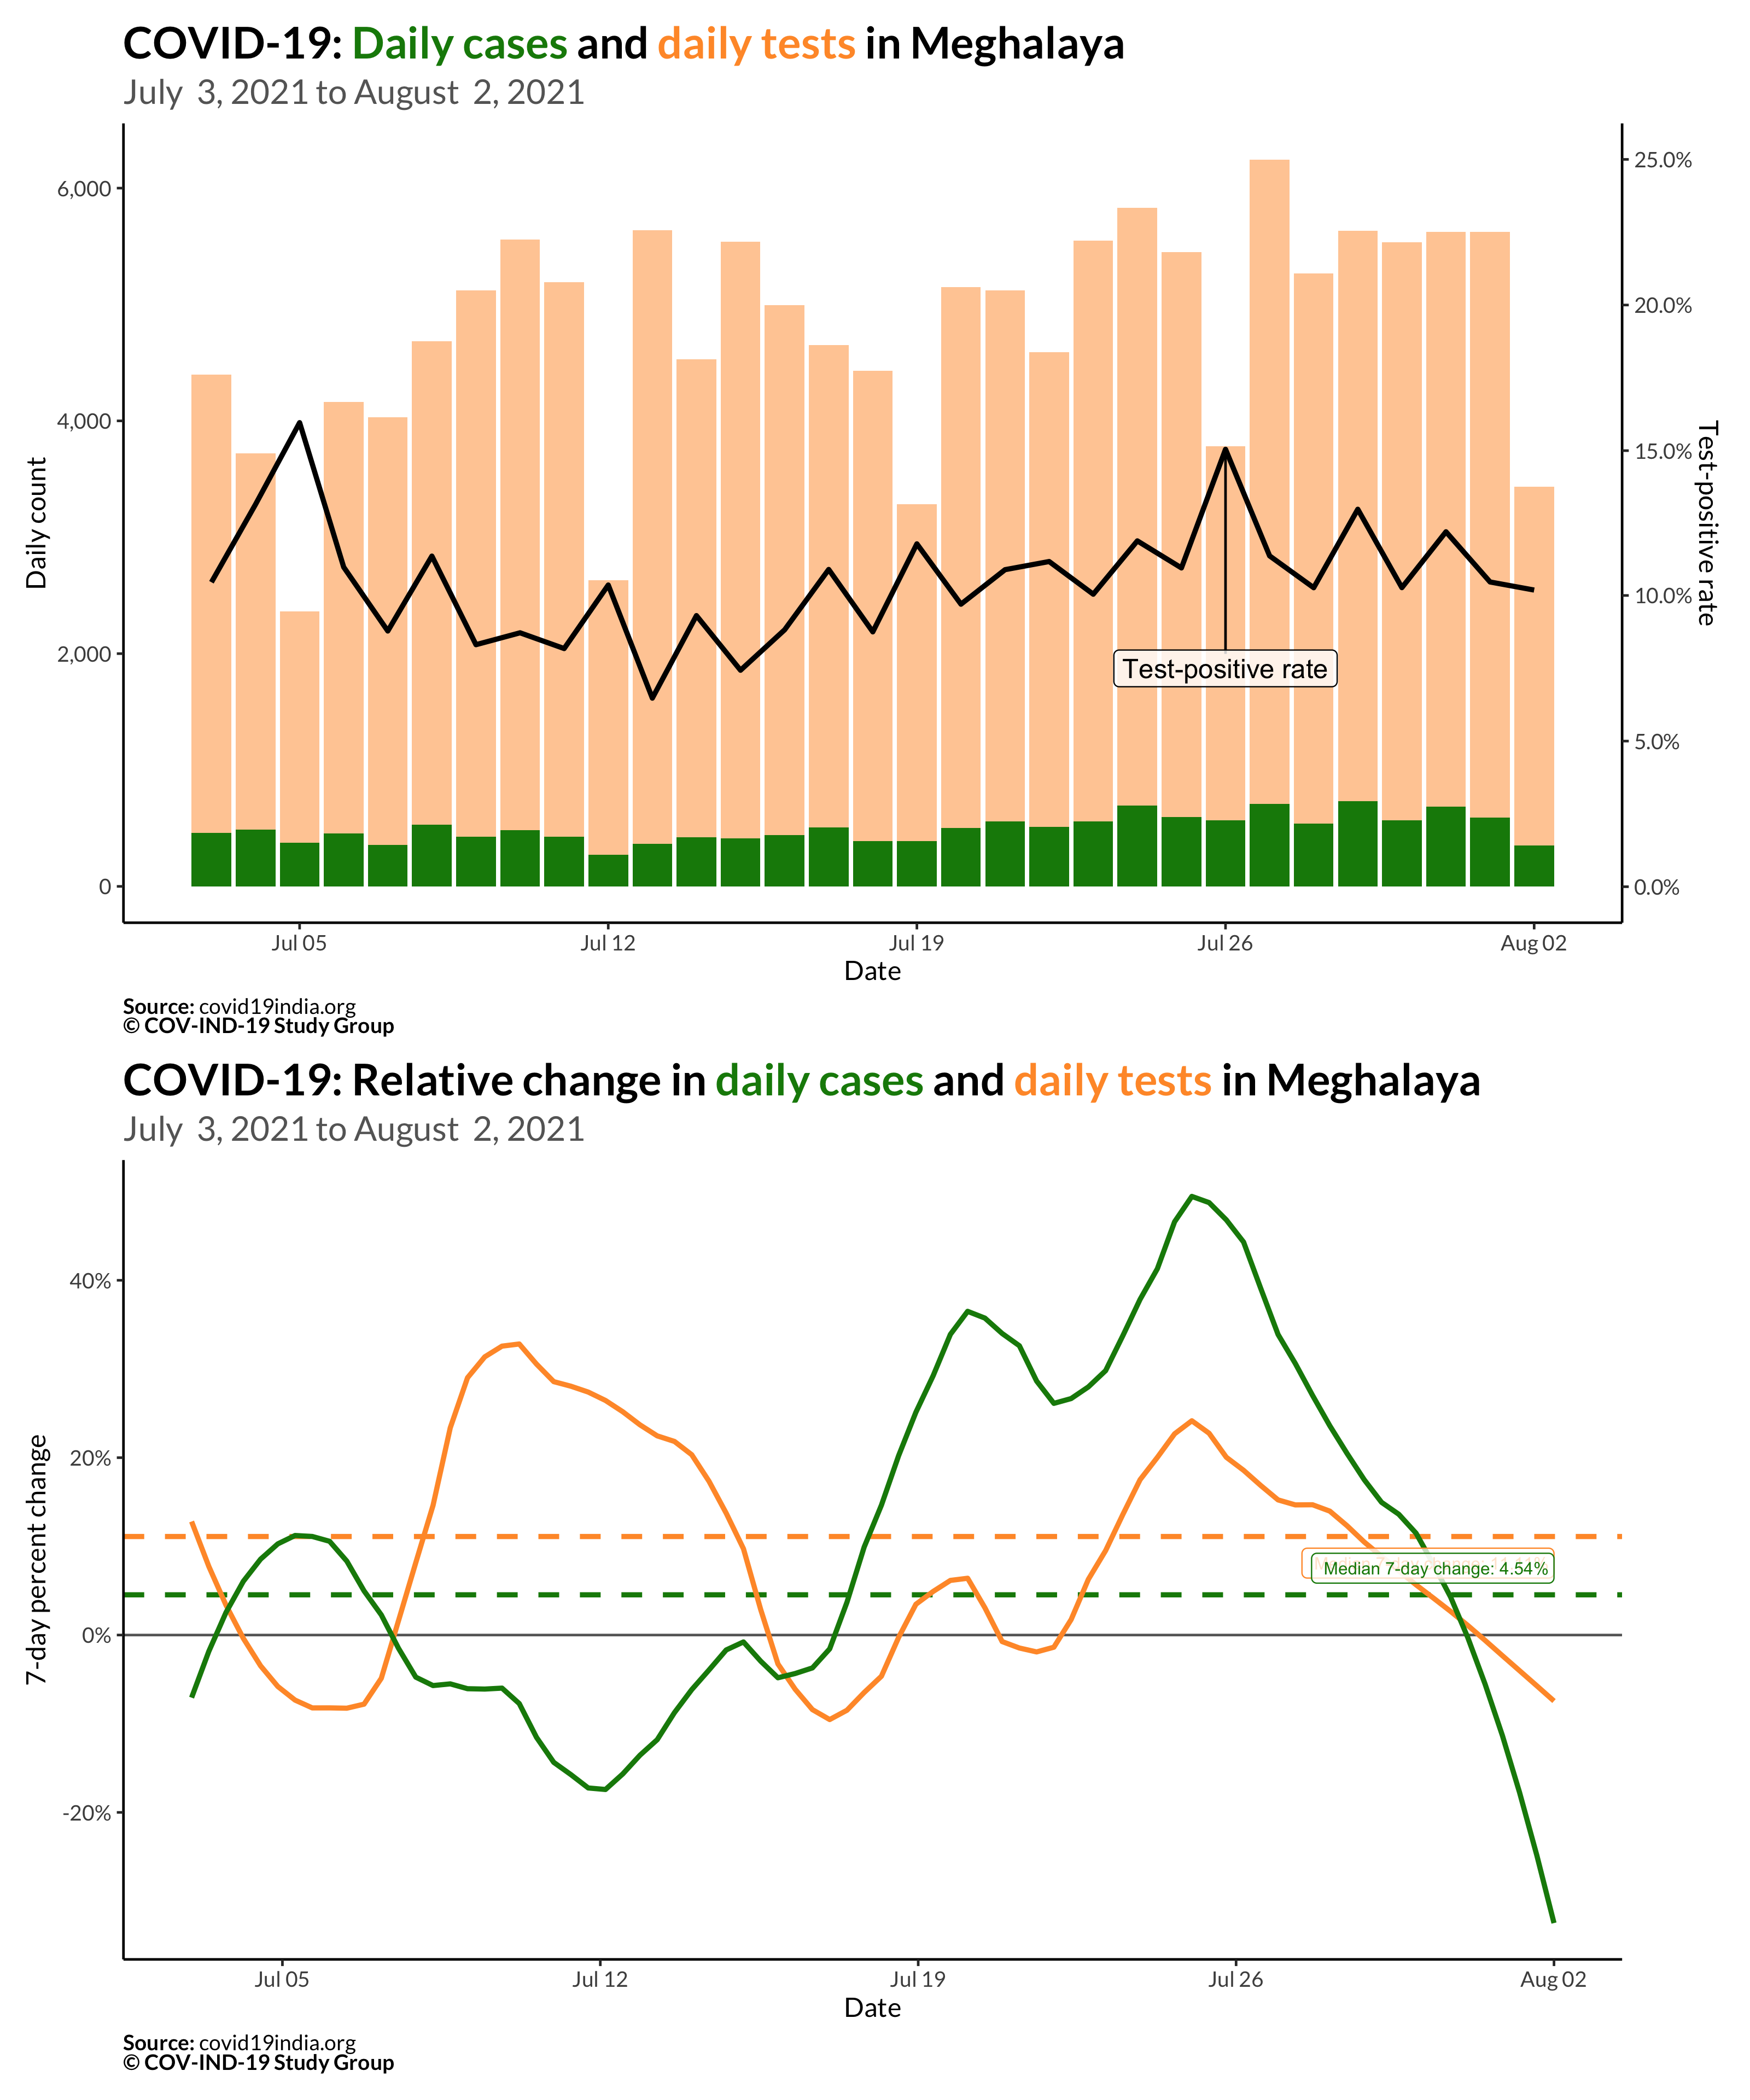 COVID-19: Daily cases and daily tests in Meghalaya
July 3, 2021 to August 2, 2021
Daily count
6,000
4,000
2,000
0
25.0%
20.0%
15.0%
10.0%
5.0%
0.0%
Test-positive rate
Test-positive rate
Jul 05
Jul 12
Jul 19
Jul 26
Aug 02
Date
Source: covid19india.org
© COV-IND-19 Study Group
COVID-19: Relative change in daily cases and daily tests in Meghalaya
July 3, 2021 to August 2, 2021
7-day percent change
40%
20%
0%
-20%
Median 7-day change: 4.54%
Jul 05
Jul 12
Jul 19
Jul 26
Aug 02
Date
Source: covid19india.org
© COV-IND-19 Study Group